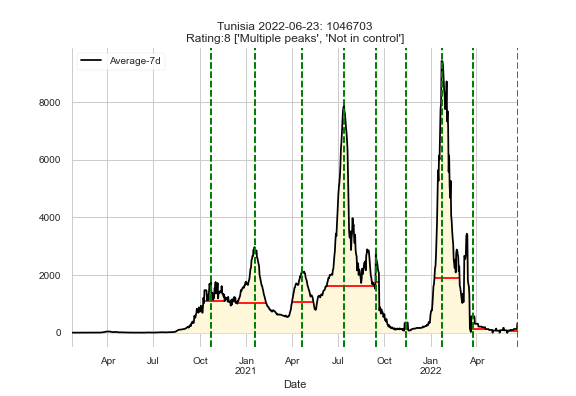 Tunisia 2022-06-23: 1046703
Rating:8 ['Multiple peaks', 'Not in control']
Average-7d
8000
6000
4000
2000
0
Apr Jul Oct Jan Apr Jul Oct Jan Apr
2021 2022
Date